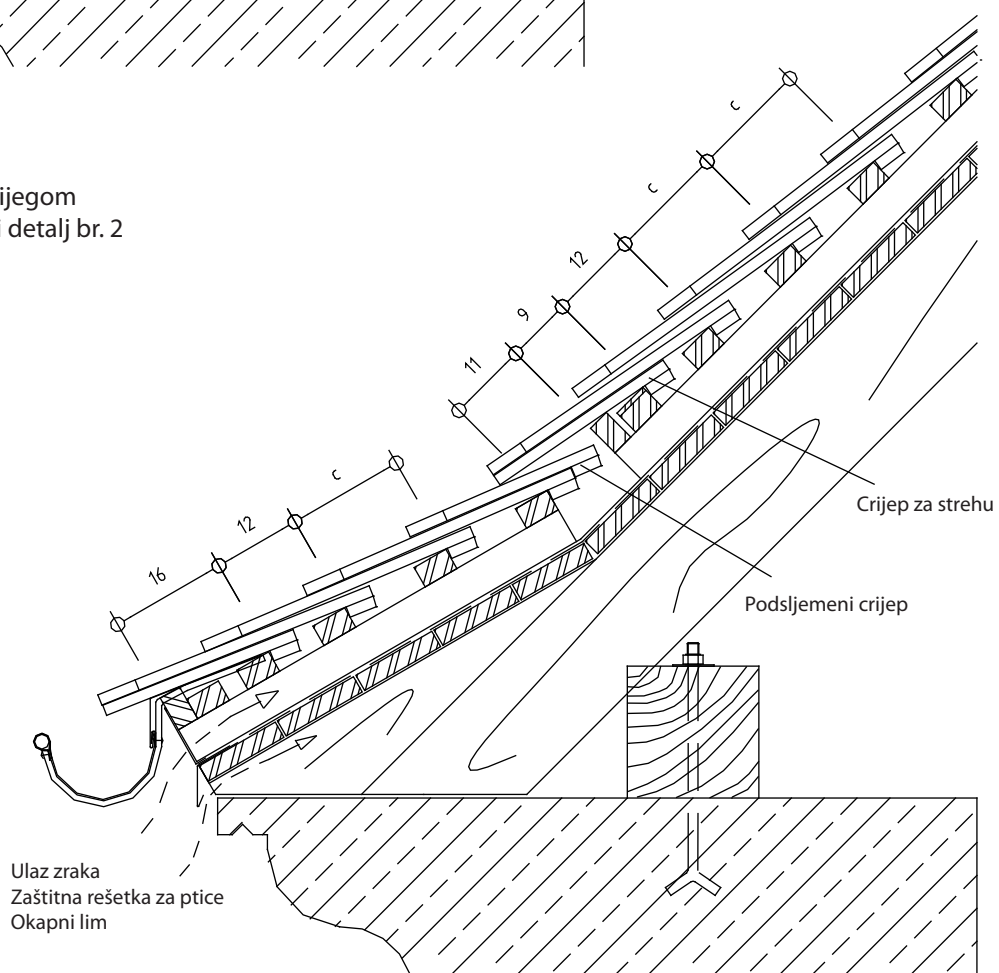 ijegom
i detalj br. 2
c
c
12
9
11
c
12
16
Crijep za strehu
Podsljemeni crijep
Ulaz zraka
Zaštitna rešetka za ptice
Okapni lim